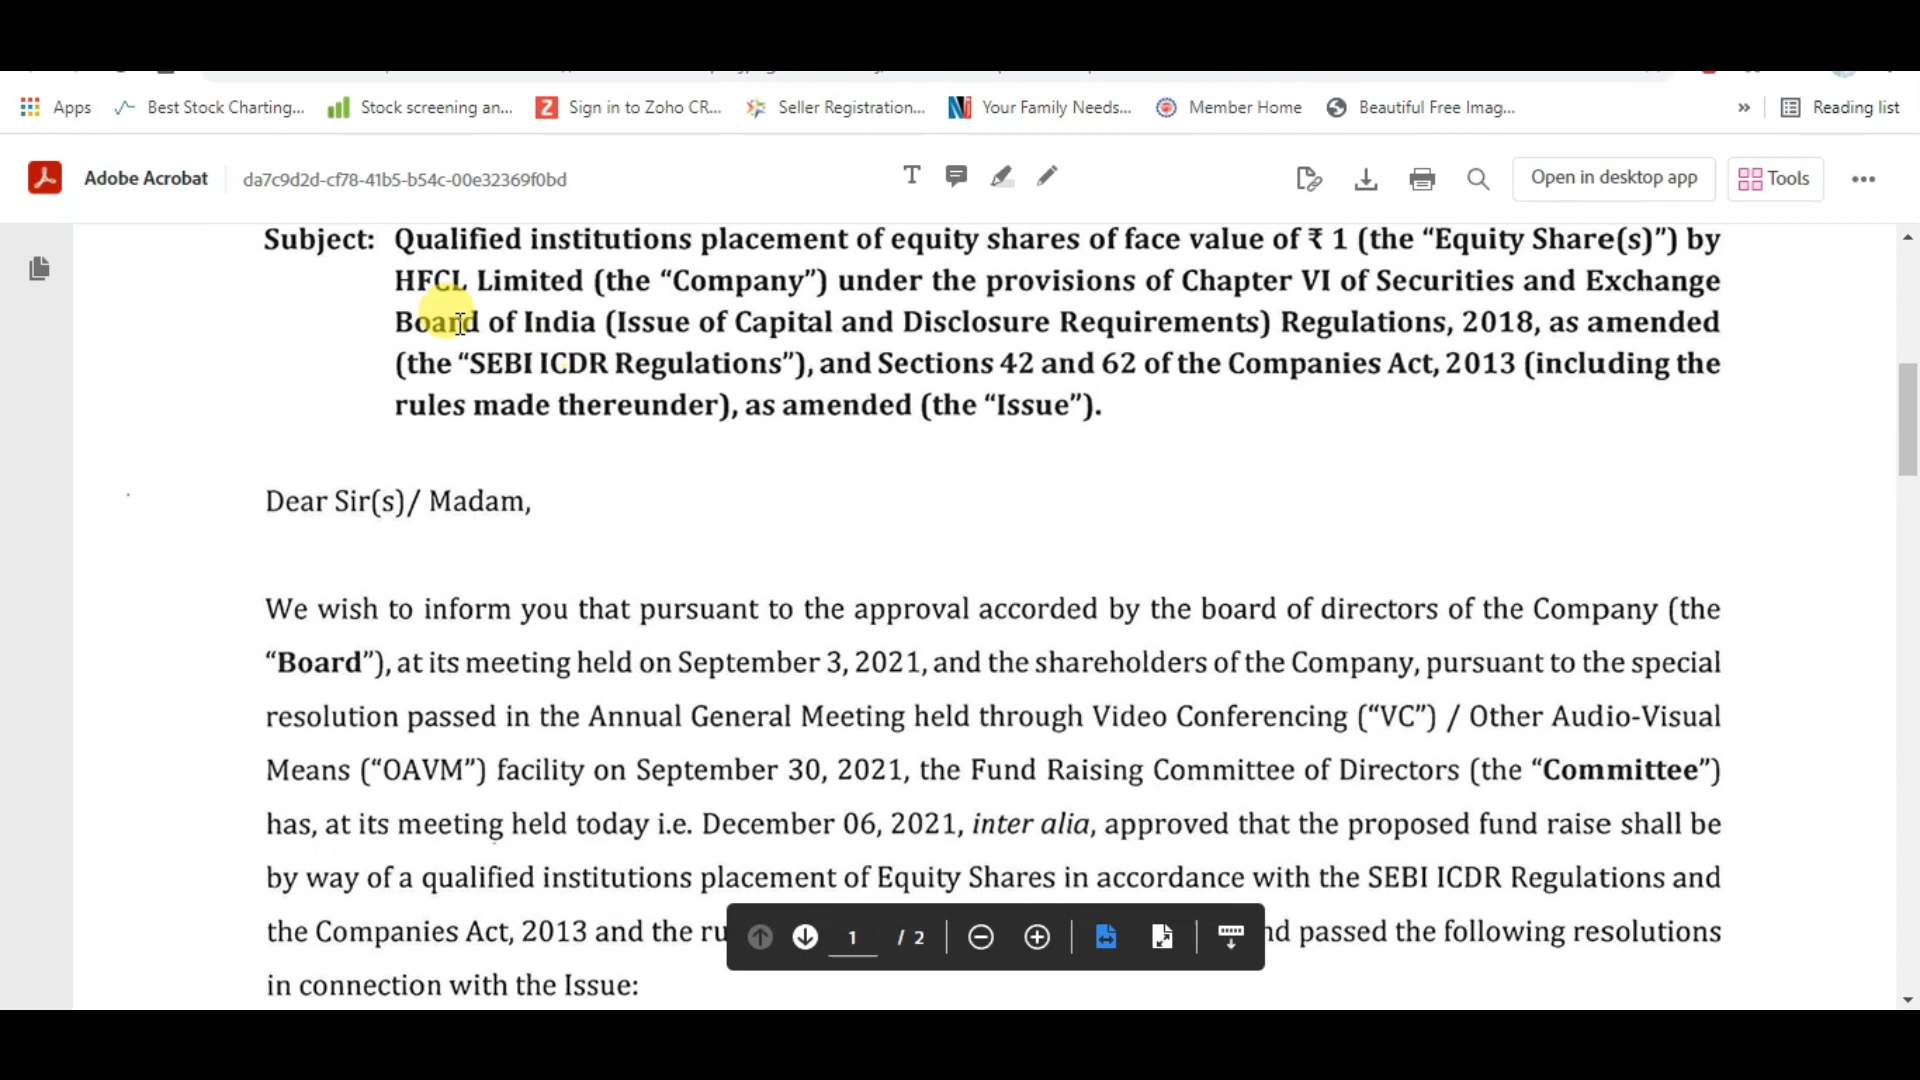 Apps Best Stock Charting... Stock screening an... Sign in to Zoho CR... Seller Registration... Your Family Needs... Member Home Beautiful Free Imag... » Reading list
Adobe Acrobat da7c9d2d-cf78-41b5-b54c-00e32369f0bd Open in desktop app Tools
Subject: Qualified institutions placement of equity shares of face value of ₹ 1 (the “Equity Share(s)”) by
HFCL Limited (the “Company”) under the provisions of Chapter VI of Securities and Exchange
Board of India (Issue of Capital and Disclosure Requirements) Regulations, 2018, as amended
(the “SEBI ICDR Regulations”), and Sections 42 and 62 of the Companies Act, 2013 (including the
rules made thereunder), as amended (the “Issue”).
Dear Sir(s)/ Madam,
We wish to inform you that pursuant to the approval accorded by the board of directors of the Company (the
“Board”), at its meeting held on September 3, 2021, and the shareholders of the Company, pursuant to the special
resolution passed in the Annual General Meeting held through Video Conferencing (“VC”) / Other Audio-Visual
Means (“OAVM”) facility on September 30, 2021, the Fund Raising Committee of Directors (the “Committee”)
has, at its meeting held today i.e. December 06, 2021, inter alia, approved that the proposed fund raise shall be
by way of a qualified institutions placement of Equity Shares in accordance with the SEBI ICDR Regulations and
the Companies Act, 2013 and the passed the following resolutions
1 / 2
in connection with the Issue: